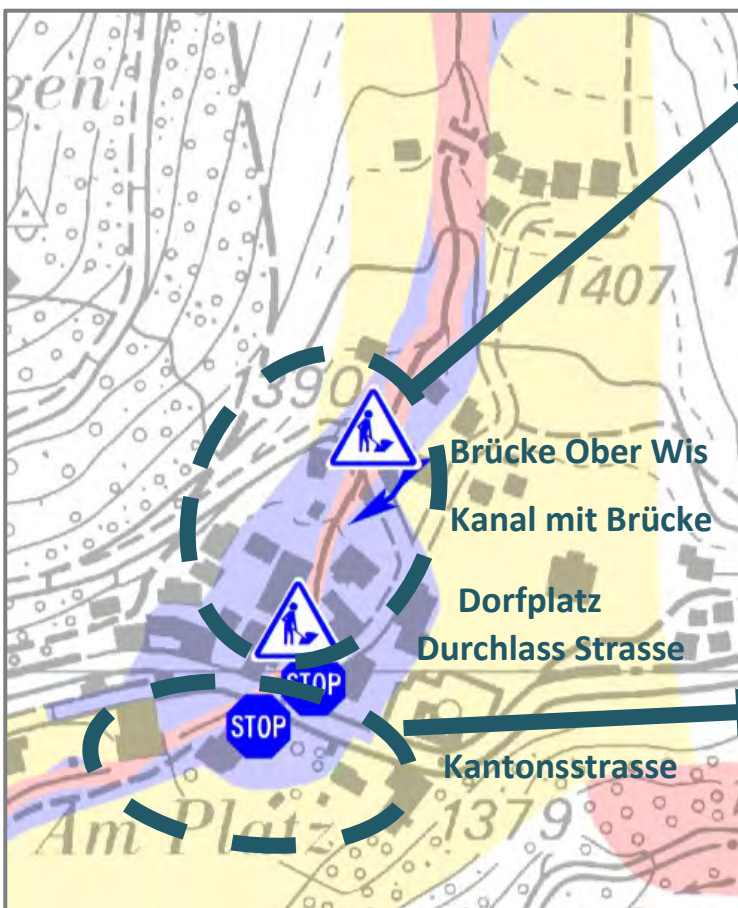 gen
1407
1390
Brücke Ober Wis
Kanal mit Brücke
Dorfplatz
Durchlass Strasse
STOP
STOP
Kantonsstrasse
Am Platz
1379